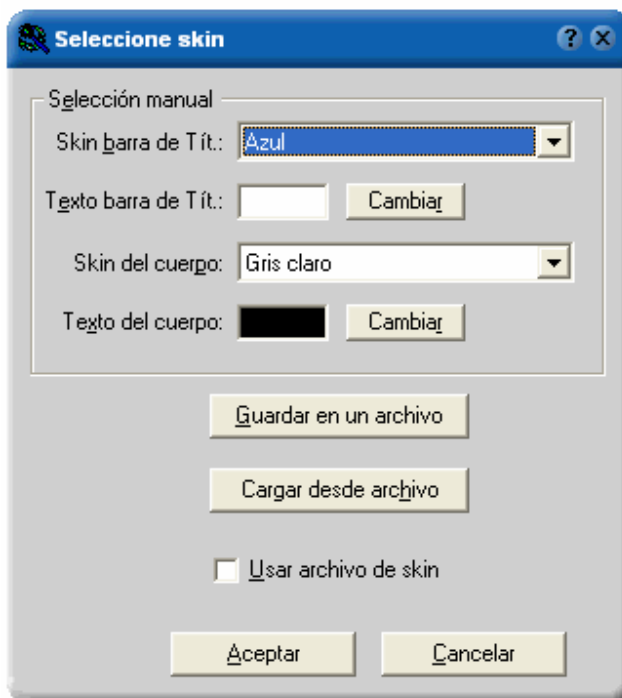 Seleccione skin
Selección manual
Skin barra de Tít.: Azul
Texto barra de Tít.: Cambiar
Skin del cuerpo: Gris claro
Texto del cuerpo: Cambiar
Guardar en un archivo
Cargar desde archivo
Usar archivo de skin
Aceptar Cancelar